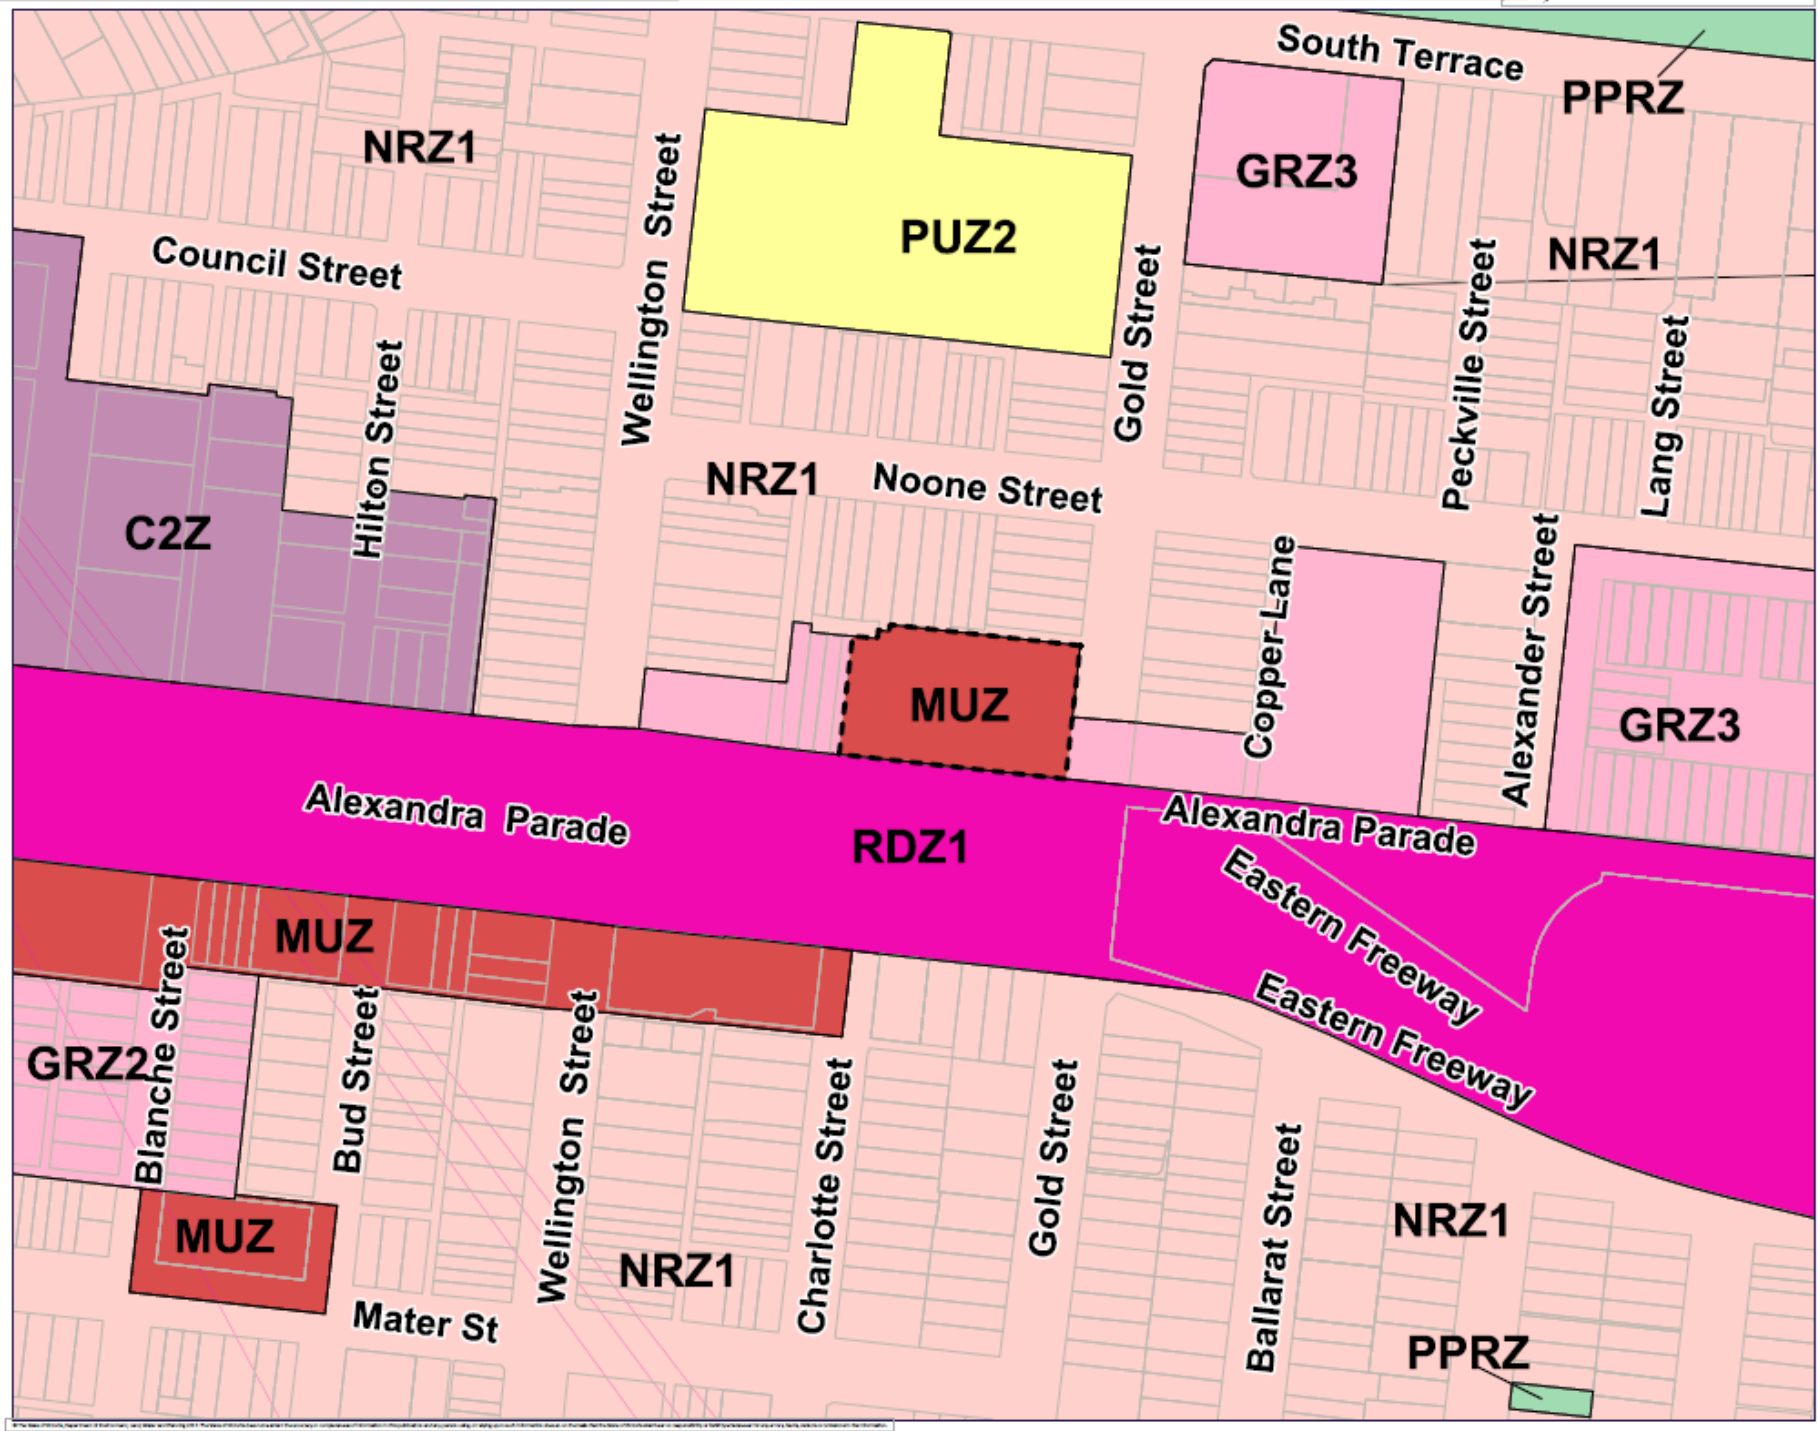 South Terrace
PPRZ
NRZ1
Wellington Street
PUZ2
GRZ3
NRZ1
Council Street
Gold Street
Peckville Street
Lang Street
Hilton Street
C2Z
NRZ1
Noone Street
Copper Lane
Alexander Street
MUZ
GRZ3
Alexandra Parade
RDZ1
Alexandra Parade
Eastern Freeway
Eastern Freeway
MUZ
GRZ2
Blanche Street
Bud Street
Wellington Street
Charlotte Street
Gold Street
Ballarat Street
NRZ1
MUZ
NRZ1
Mater St
PPRZ